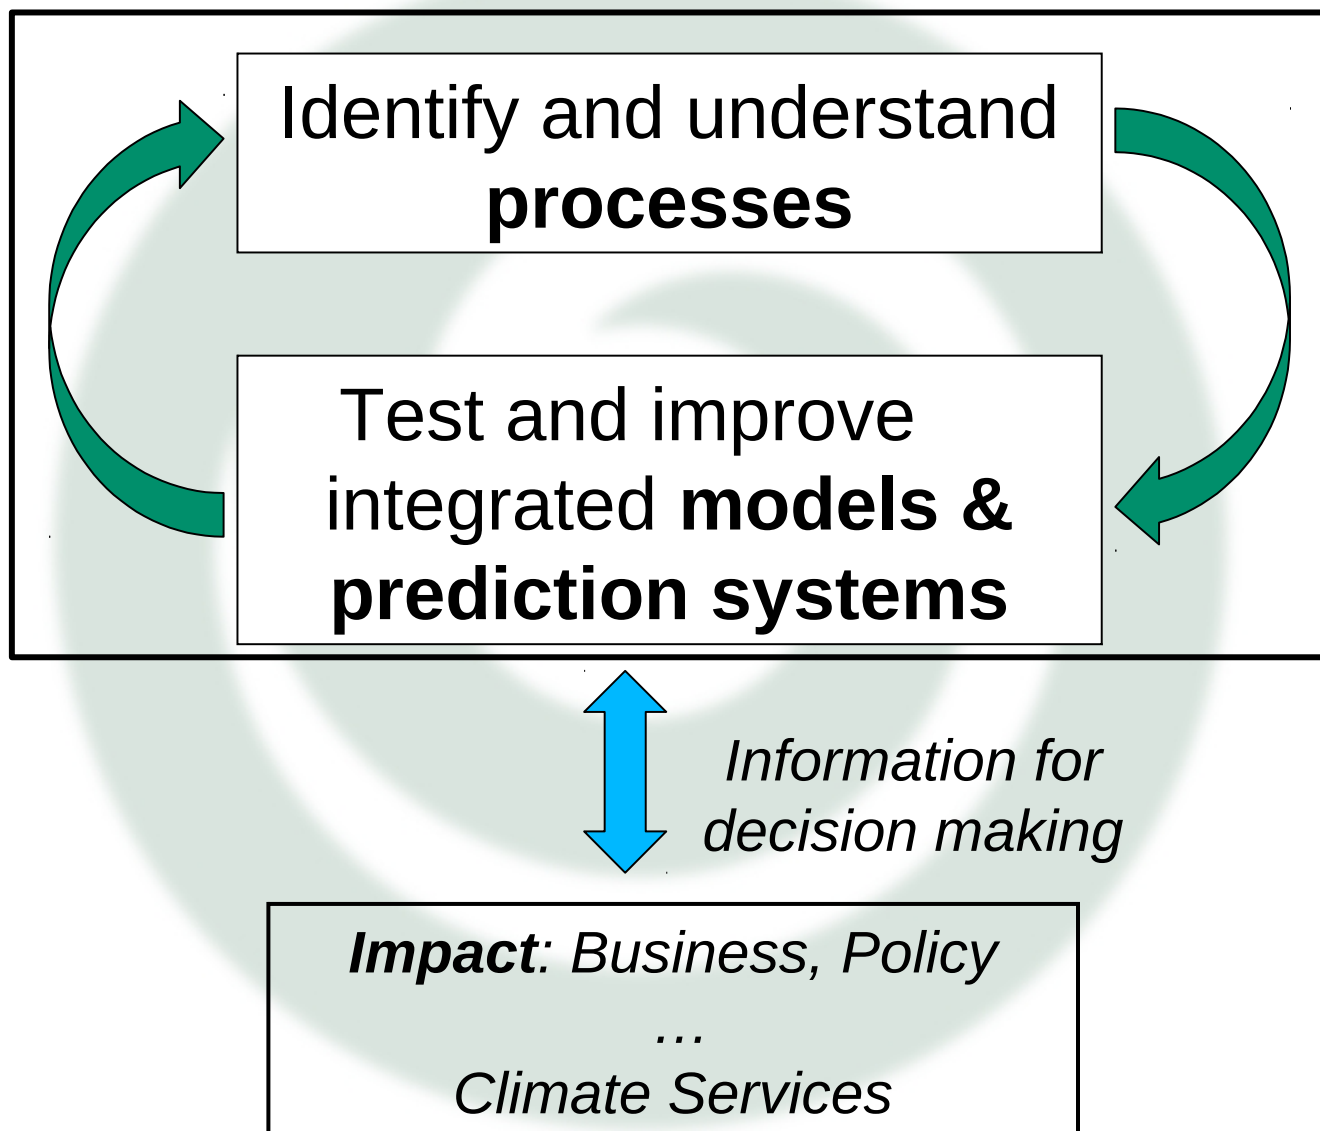 Identify and understand
processes
Test and improve
integrated models &
prediction systems
Information for
decision making
Impact: Business, Policy
…
Climate Services